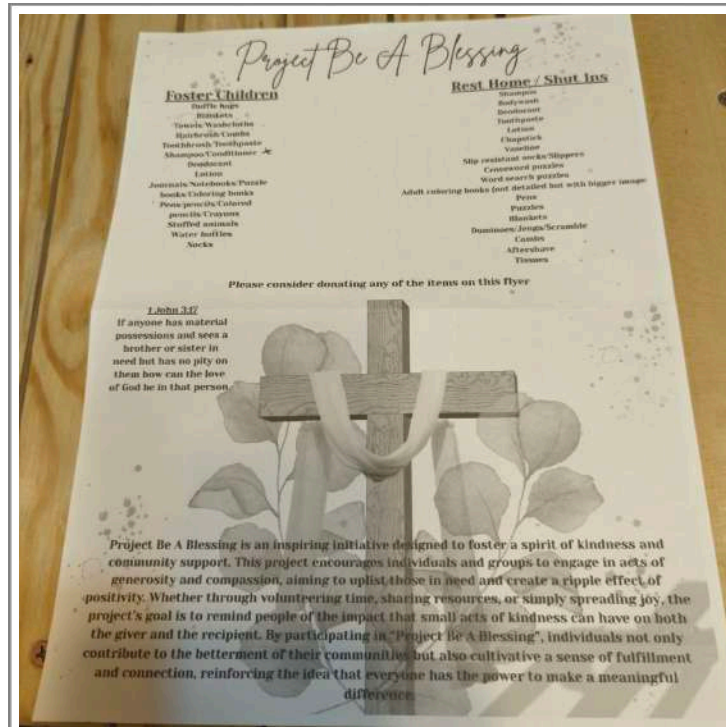 Project Be A Blessing
Foster Children
Duffle bags
Blankets
Towels/Washcloths
Hairbrush/Combs
Toothbrush/Toothpaste
Shampoo/Conditioner
Deodorant
Lotion
Journals/Notebooks/Puzzle
books/Coloring books
Pens/pencils/Colored
pencils/Crayons
Stuffed animals
Water bottles
Socks
Rest Home / Shut Ins
Shampoo
Bodywash
Deodorant
Toothpaste
Lotion
Chapstick
Vaseline
Slip resistant socks/Slippers
Crossword puzzles
Word search puzzles
Adult coloring books (not detailed but with bigger image
Pens
Puzzles
Blankets
Dominoes/Jenga/Scramble
Combs
Aftershave
Tissues
Please consider donating any of the items on this flyer
1 John 3:17
If anyone has material
possessions and sees a
brother or sister in
need but has no pity on
them how can the love
of God be in that person
Project Be A Blessing is an inspiring initiative designed to foster a spirit of kindness and
community support. This project encourages individuals and groups to engage in acts of
generosity and compassion, aiming to uplist those in need and create a ripple effect of
positivity. Whether through volunteering time, sharing resources, or simply spreading joy, the
project's goal is to remind people of the impact that small acts of kindness can have on both
the giver and the recipient. By participating in "Project Be A Blessing", individuals not only
contribute to the betterment of their communities but also cultivative a sense of fulfillment
and connection, reinforcing the idea that everyone has the power to make a meaningful
difference.